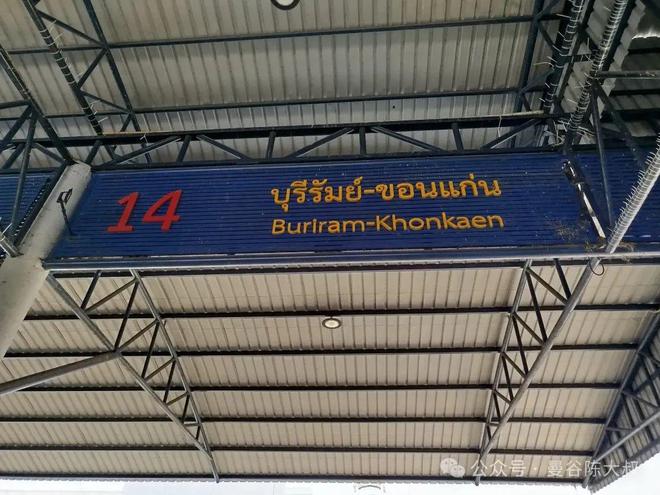 14
บุรีรัมย์-ขอนแก่น
Buriram-Khonkaen
公众号 · 曼谷陈大叔